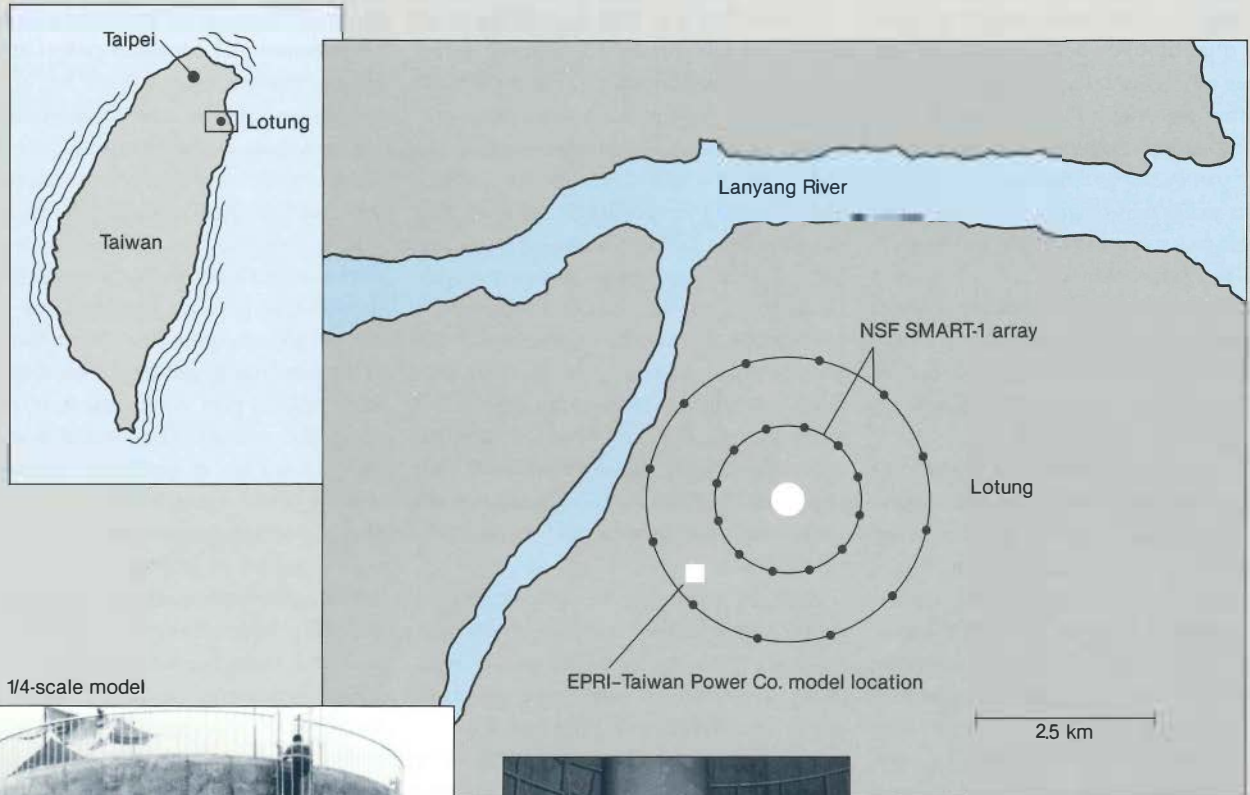 Taipei
Lotung
Taiwan
Lanyang River
NSF SMART-1 array
Lotung
EPRI–Taiwan Power Co. model location
2.5 km
1/4-scale model